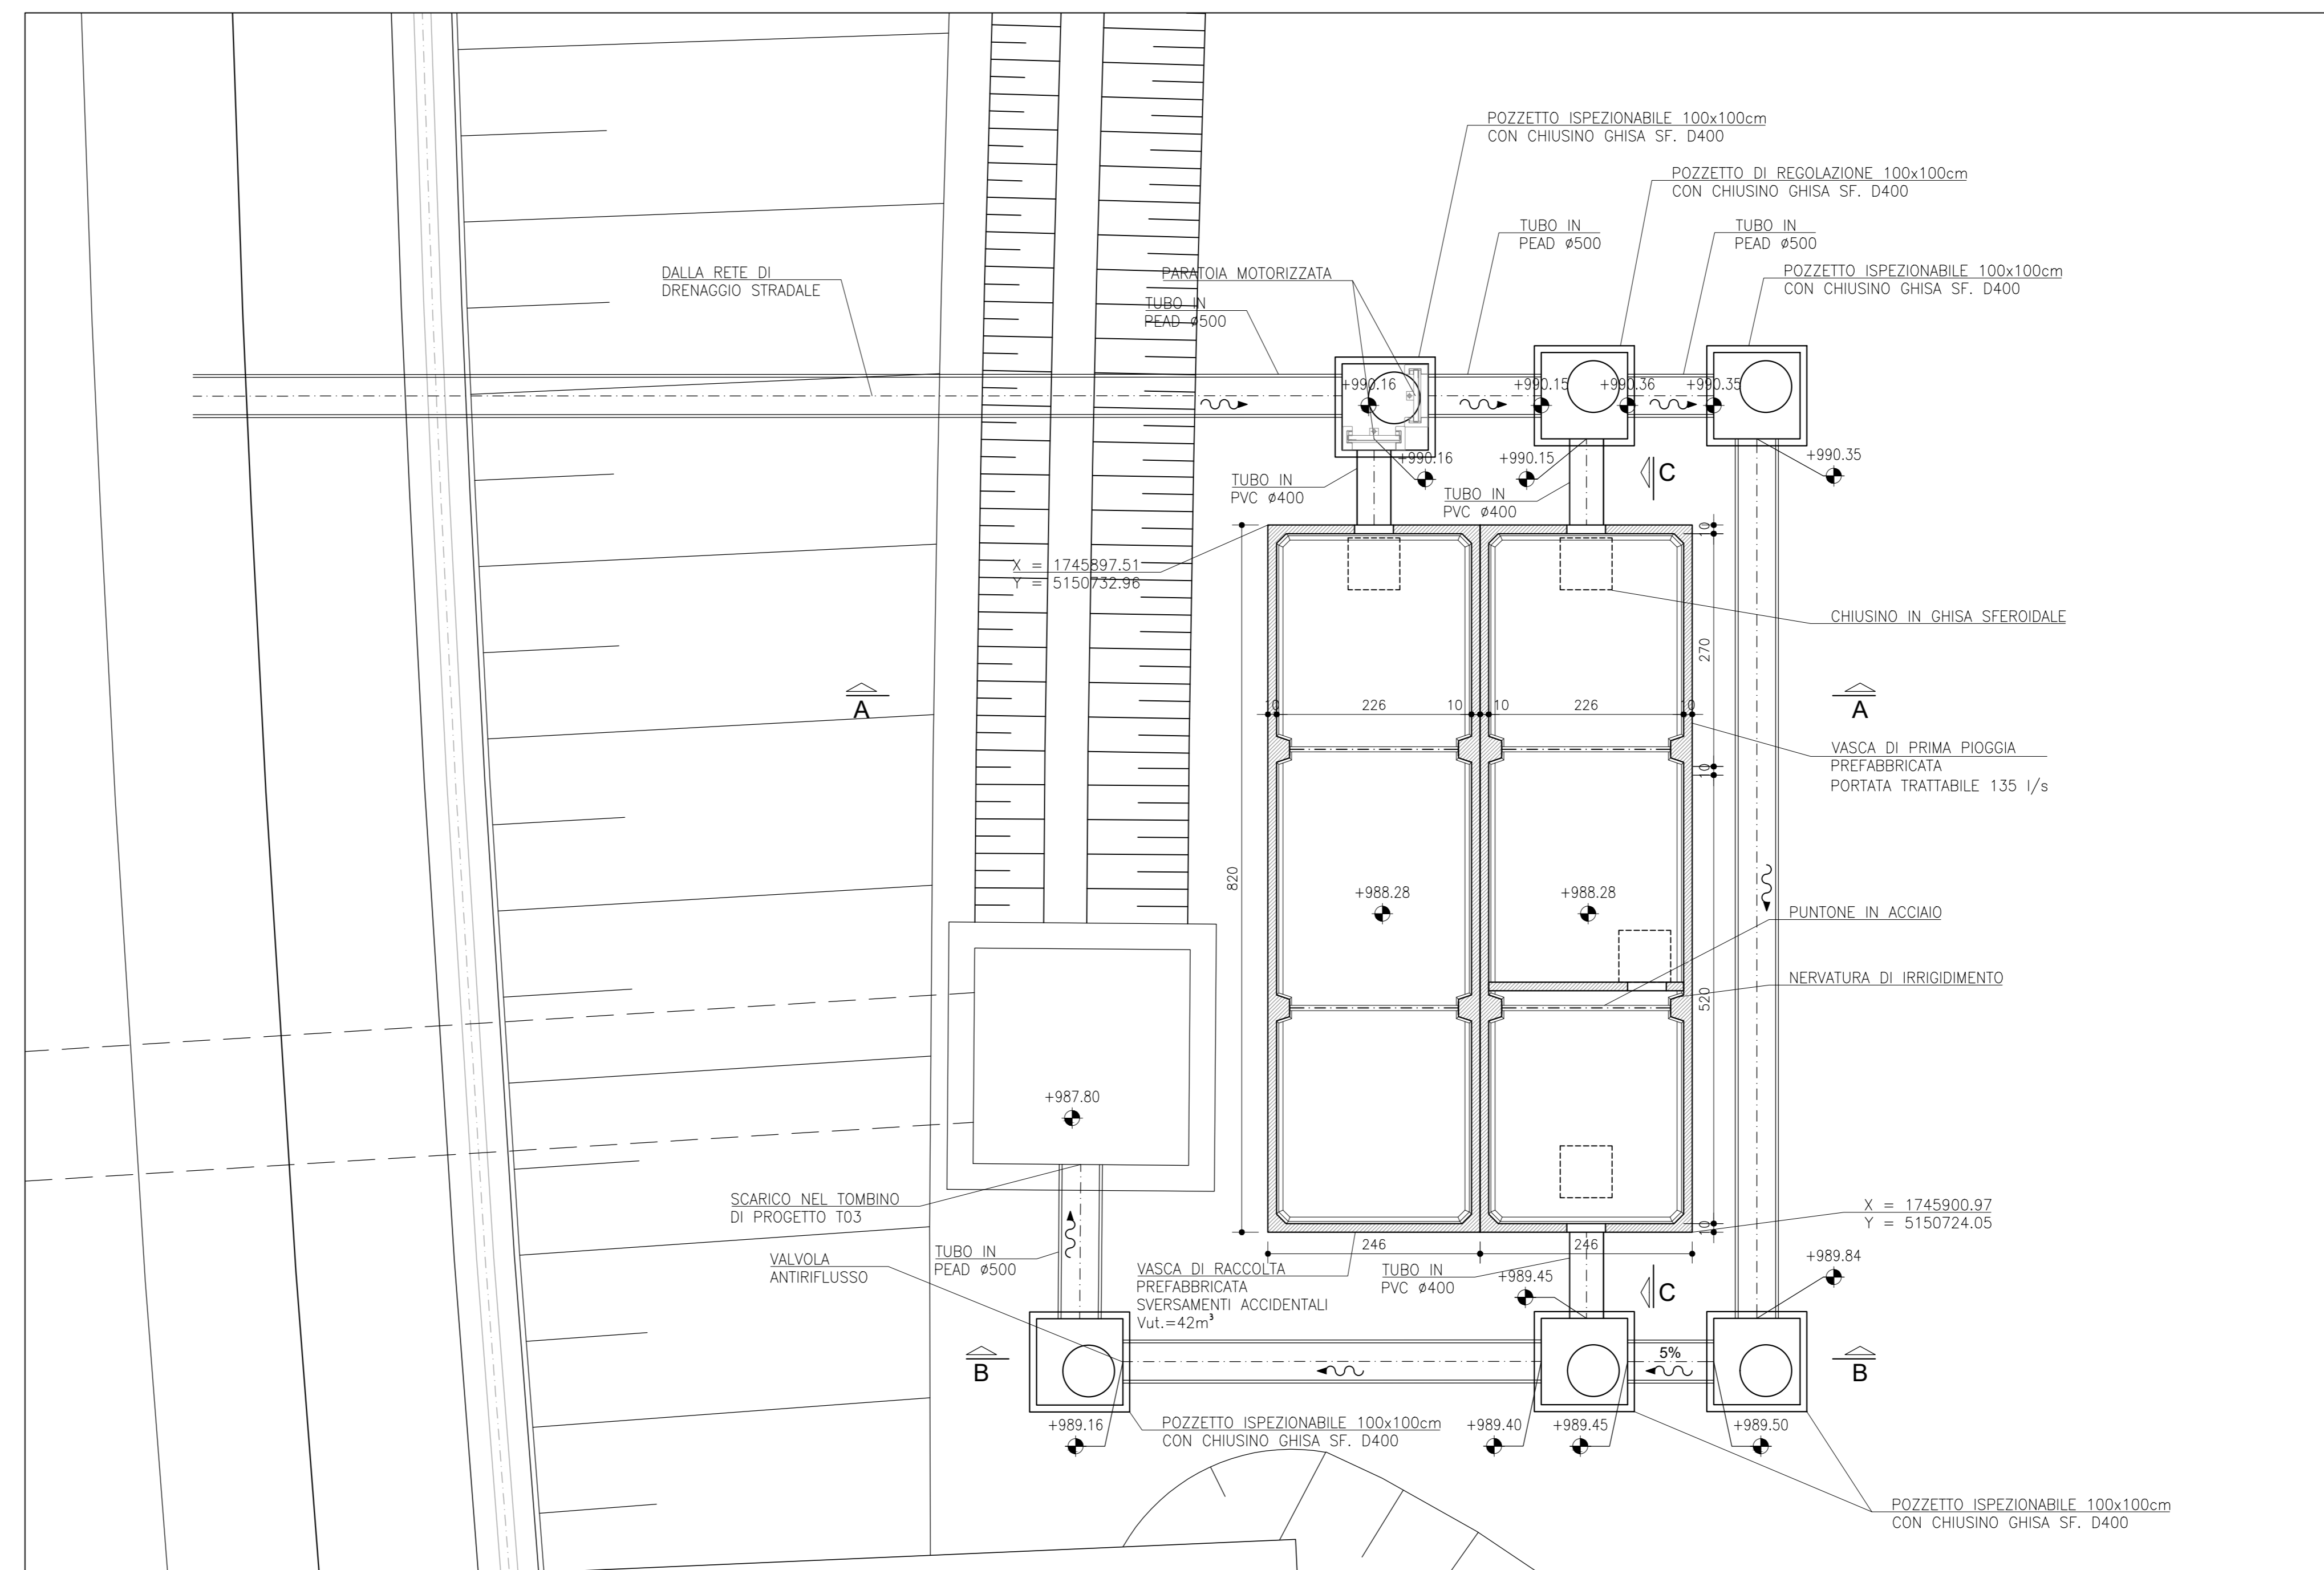 POZZETTO ISPEZIONABILE 100x100cm
CON CHIUSINO GHISA SF. D400
POZZETTO DI REGOLAZIONE 100x100cm
CON CHIUSINO GHISA SF. D400
TUBO IN
PEAD ø500
TUBO IN
PEAD ø500
DALLA RETE DI
DRENAGGIO STRADALE
PARATOIA MOTORIZZATA
POZZETTO ISPEZIONABILE 100x100cm
CON CHIUSINO GHISA SF. D400
TUBO IN
PEAD ø500
+990.16
+990.15
+990.36
+990.35
+990.16
+990.15
+990.35
TUBO IN
PVC ø400
TUBO IN
PVC ø400
C
10
X = 1745897.51
Y = 5150732.96
CHIUSINO IN GHISA SFEROIDALE
270
A
A
10
226
10
10
226
10
VASCA DI PRIMA PIOGGIA
PREFABBRICATA
PORTATA TRATTABILE 135 l/s
10
820
+988.28
+988.28
PUNTONE IN ACCIAIO
NERVATURA DI IRRIGIDIMENTO
520
+987.80
SCARICO NEL TOMBINO
DI PROGETTO T03
X = 1745900.97
Y = 5150724.05
10
246
246
VALVOLA
ANTIRIFLUSSO
TUBO IN
PEAD ø500
VASCA DI RACCOLTA
PREFABBRICATA
SVERSAMENTI ACCIDENTALI
Vut.=42m³
TUBO IN
PVC ø400
+989.45
C
+989.84
B
5%
B
+989.16
POZZETTO ISPEZIONABILE 100x100cm
CON CHIUSINO GHISA SF. D400
+989.40
+989.45
+989.50
POZZETTO ISPEZIONABILE 100x100cm
CON CHIUSINO GHISA SF. D400